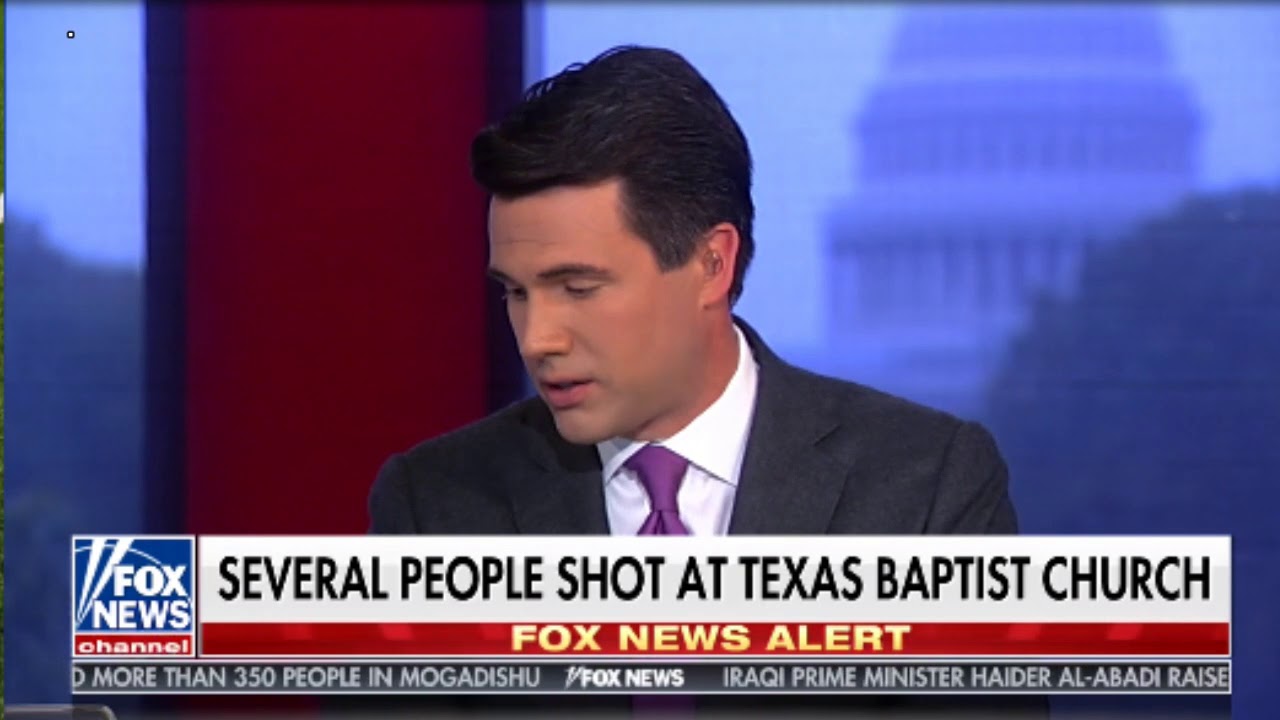 SEVERAL PEOPLE SHOT AT TEXAS BAPTIST CHURCH
FOX
NEWS
channel
FOX NEWS ALERT
MORE THAN 350 PEOPLE IN MOGADISHU FOX NEWS IRAQI PRIME MINISTER HAIDER AL-ABADI RAISE